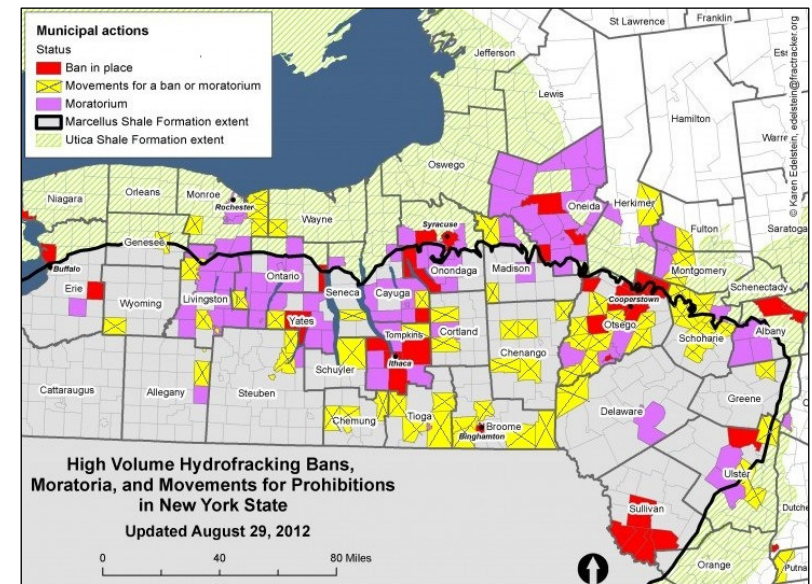 Municipal actions
Status
Ban in place
Movements for a ban or moratorium
Moratorium
Marcellus Shale Formation extent
Utica Shale Formation extent
St Lawrence
Franklin
Jefferson
Lewis
Hamilton
© Karen Edelstein, edelstein@fractracker.org
Oswego
Niagara
Orleans
Monroe
Rochester
Wayne
Oneida
Herkimer
Fulton
Saratoga
Genesee
Syracuse
Montgomery
Buffalo
Ontario
Onondaga
Madison
Schenectady
Erie
Wyoming
Livingston
Seneca
Cayuga
Cooperstown
Yates
Otsego
Schoharie
Albany
Tompkins
Cortland
Chenango
Ithaca
Schuyler
Cattaraugus
Allegany
Steuben
Greene
Delaware
Chemung
Tioga
Broome
Binghamton
High Volume Hydrofracking Bans,
Moratoria, and Movements for Prohibitions
in New York State
Updated August 29, 2012
Ulster
Sullivan
Dutche
0 40 80 Miles
Orange
Putna